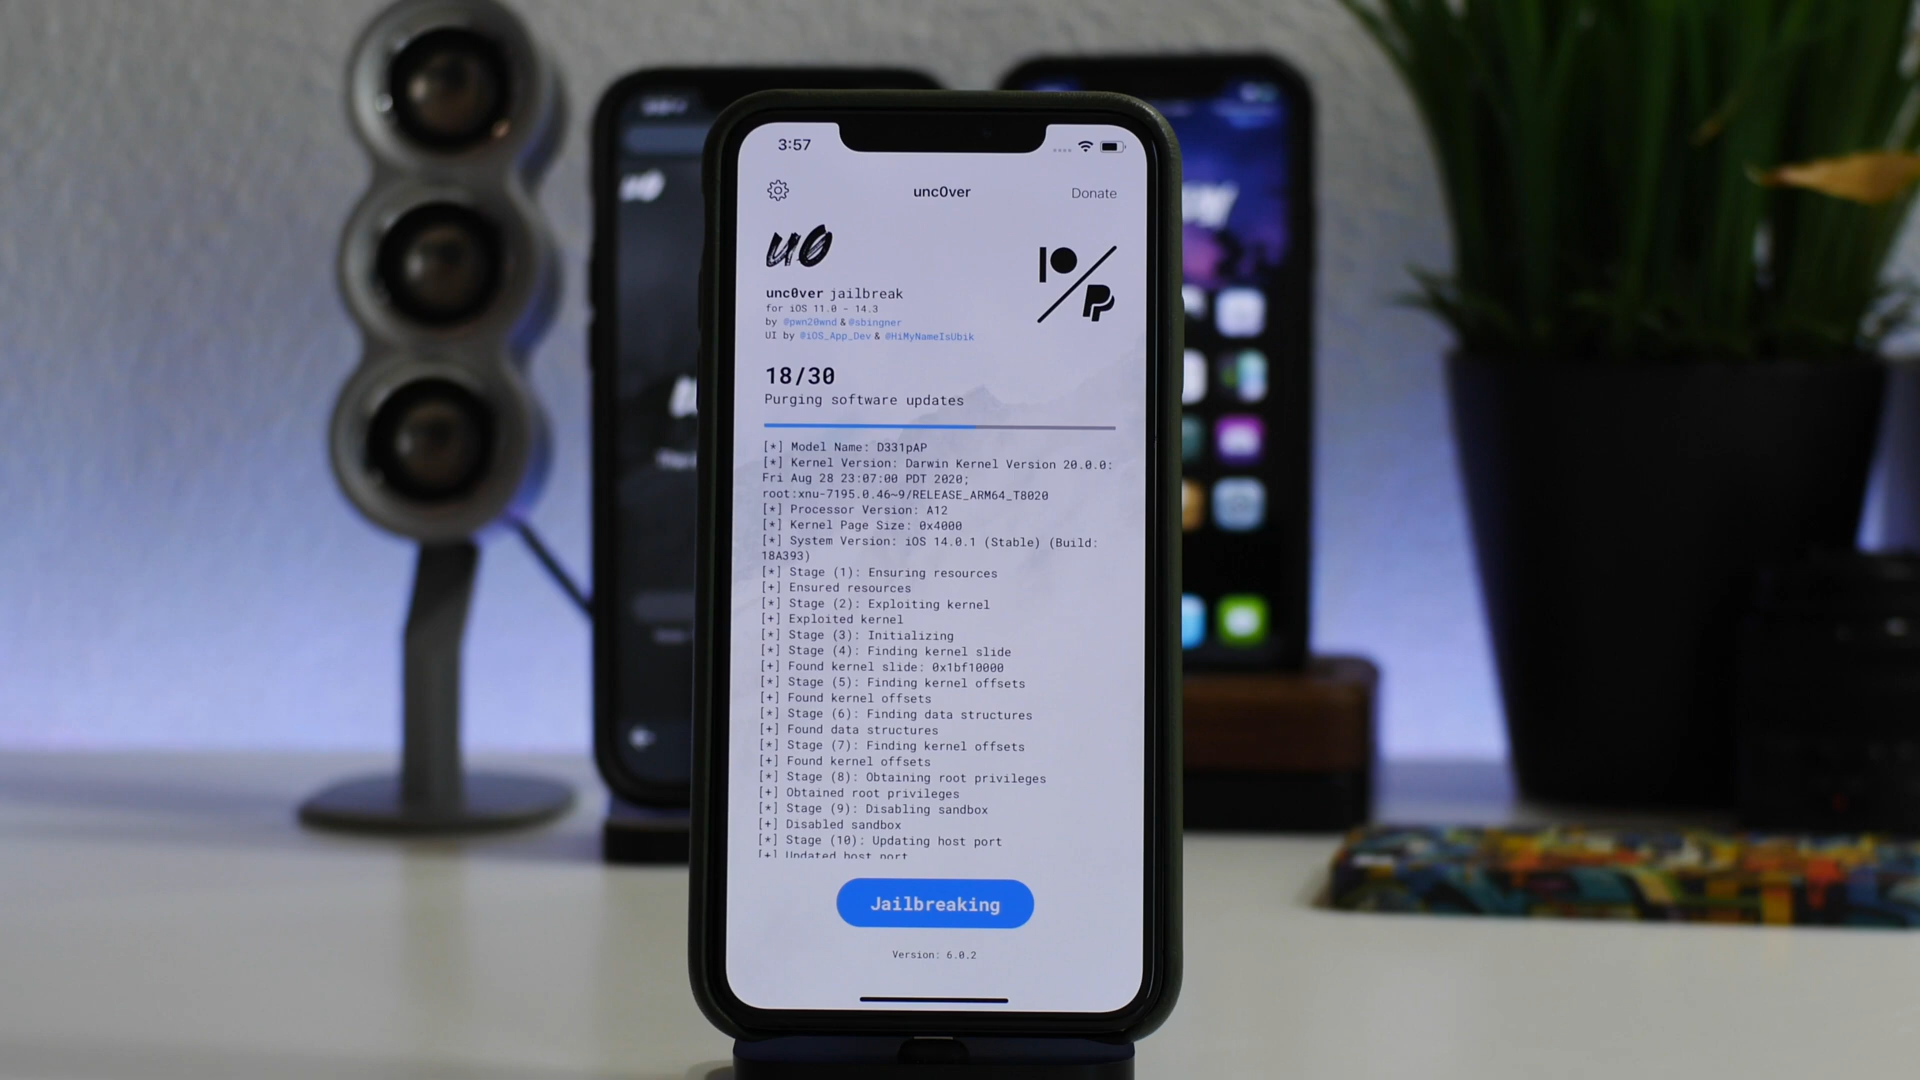 3:57
unc0ver
Donate
u0
unc0ver jailbreak
for iOS 11.0 - 14.3
by @pwn20wnd & @sbingner
UI by @iOS_App_Dev & @HiMyNameIsUbik
18/30
Purging software updates
[*] Model Name: D331pAP
[*] Kernel Version: Darwin Kernel Version 20.0.0:
Fri Aug 28 23:07:00 PDT 2020;
root:xnu-7195.0.46~9/RELEASE_ARM64_T8020
[*] Processor Version: A12
[*] Kernel Page Size: 0x4000
[*] System Version: iOS 14.0.1 (Stable) (Build:
18A393)
[*] Stage (1): Ensuring resources
[+] Ensured resources
[*] Stage (2): Exploiting kernel
[+] Exploited kernel
[*] Stage (3): Initializing
[*] Stage (4): Finding kernel slide
[+] Found kernel slide: 0x1bf10000
[*] Stage (5): Finding kernel offsets
[+] Found kernel offsets
[*] Stage (6): Finding data structures
[+] Found data structures
[*] Stage (7): Finding kernel offsets
[+] Found kernel offsets
[*] Stage (8): Obtaining root privileges
[+] Obtained root privileges
[*] Stage (9): Disabling sandbox
[+] Disabled sandbox
[*] Stage (10): Updating host port
[+] Updated host port
Jailbreaking
Version: 6.0.2
u0